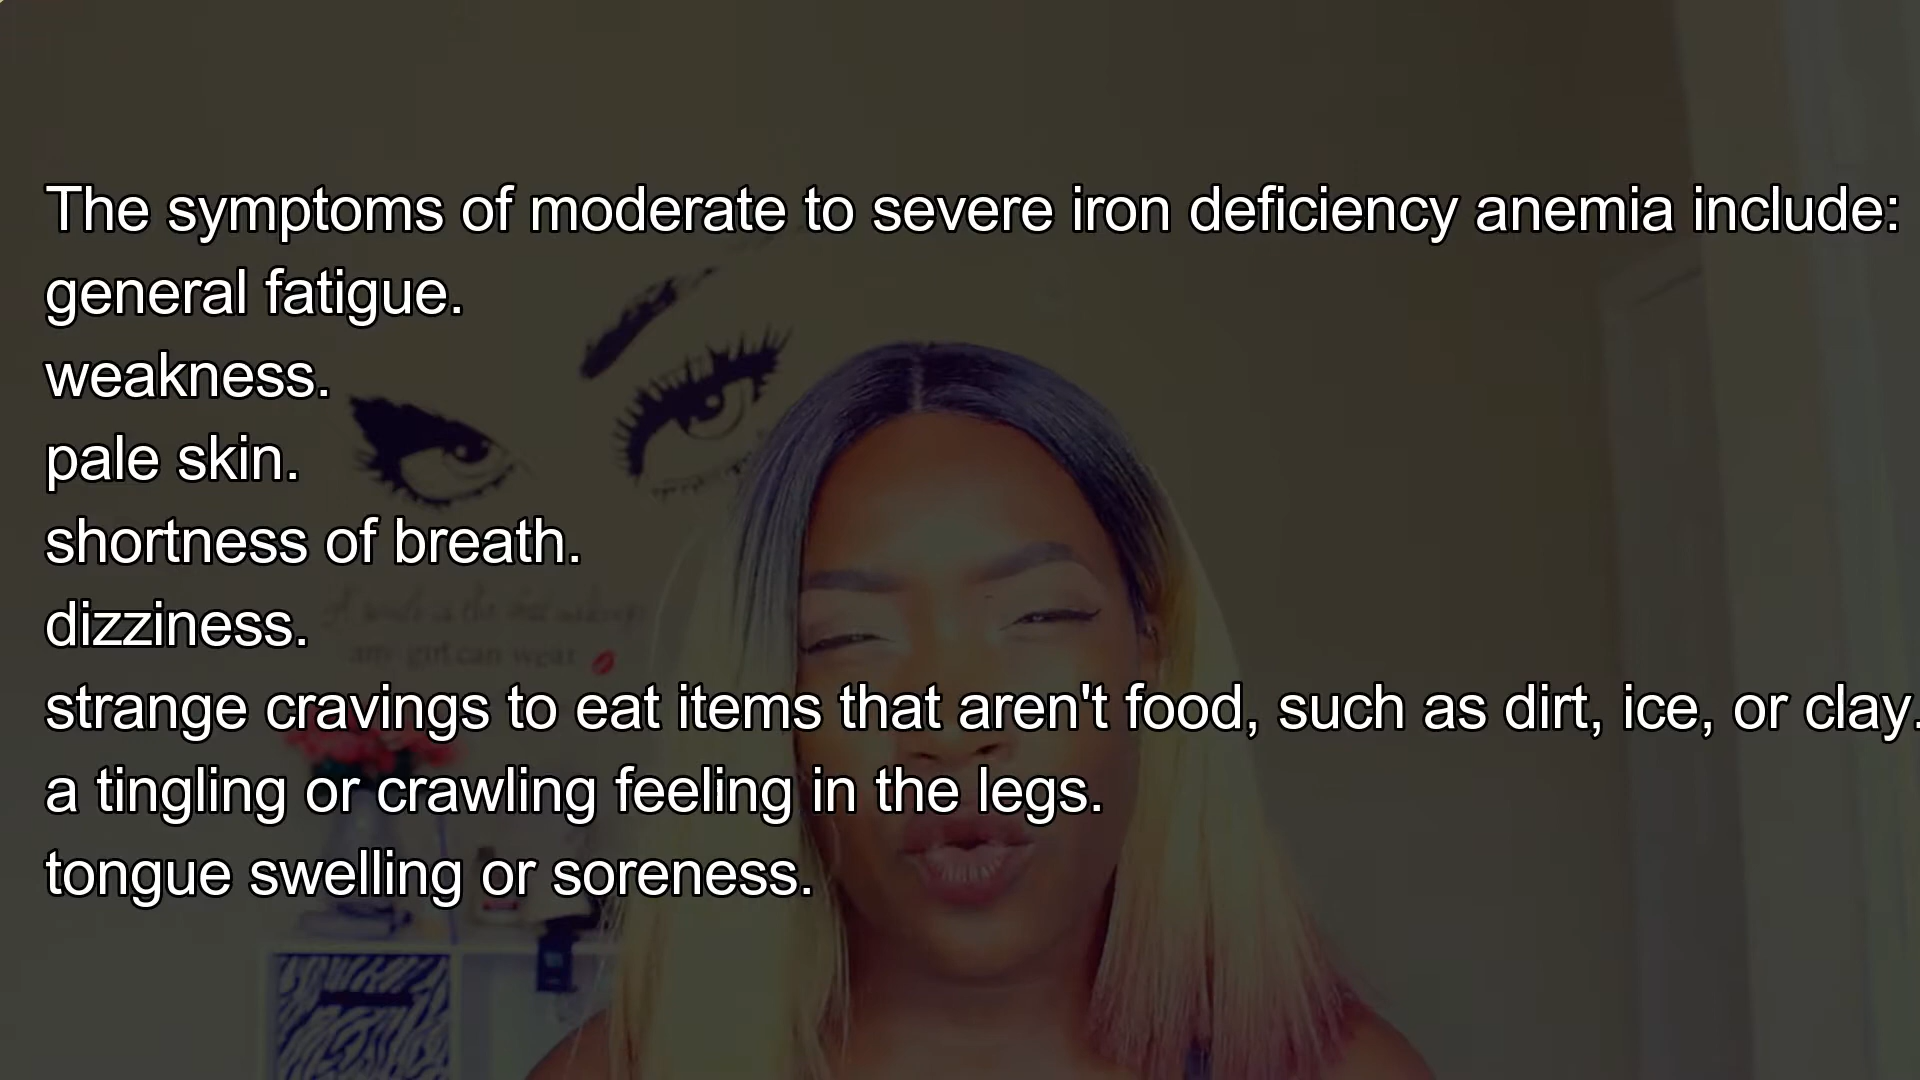 The symptoms of moderate to severe iron deficiency anemia include:
general fatigue.
weakness.
pale skin.
shortness of breath.
dizziness.
strange cravings to eat items that aren't food, such as dirt, ice, or clay.
a tingling or crawling feeling in the legs.
tongue swelling or soreness.
can wear